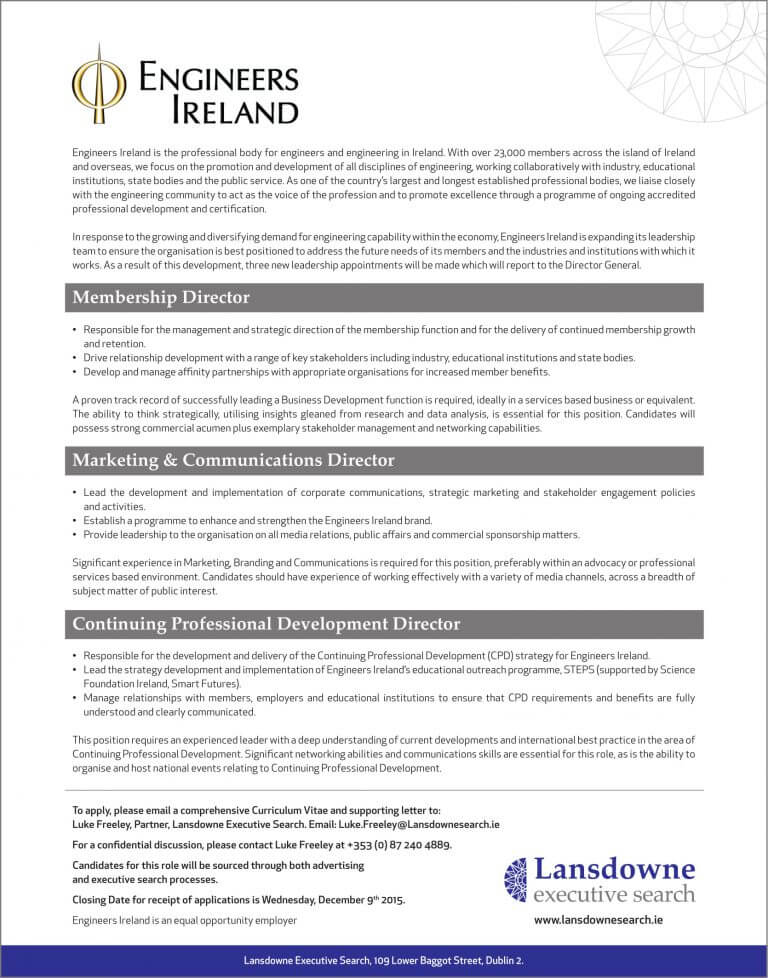 ENGINEERS
IRELAND
Engineers Ireland is the professional body for engineers and engineering in Ireland. With over 23,000 members across the island of Ireland
and overseas, we focus on the promotion and development of all disciplines of engineering, working collaboratively with industry, educational
institutions, state bodies and the public service. As one of the country's largest and longest established professional bodies, we liaise closely
with the engineering community to act as the voice of the profession and to promote excellence through a programme of ongoing accredited
professional development and certification.
In response to the growing and diversifying demand for engineering capability within the economy, Engineers Ireland is expanding its leadership
team to ensure the organisation is best positioned to address the future needs of its members and the industries and institutions with which it
works. As a result of this development, three new leadership appointments will be made which will report to the Director General.
Membership Director
• Responsible for the management and strategic direction of the membership function and for the delivery of continued membership growth
and retention.
• Drive relationship development with a range of key stakeholders including industry, educational institutions and state bodies.
• Develop and manage affinity partnerships with appropriate organisations for increased member benefits.
A proven track record of successfully leading a Business Development function is required, ideally in a services based business or equivalent.
The ability to think strategically, utilising insights gleaned from research and data analysis, is essential for this position. Candidates will
possess strong commercial acumen plus exemplary stakeholder management and networking capabilities.
Marketing & Communications Director
• Lead the development and implementation of corporate communications, strategic marketing and stakeholder engagement policies
and activities.
• Establish a programme to enhance and strengthen the Engineers Ireland brand.
• Provide leadership to the organisation on all media relations, public affairs and commercial sponsorship matters.
Significant experience in Marketing, Branding and Communications is required for this position, preferably within an advocacy or professional
services based environment. Candidates should have experience of working effectively with a variety of media channels, across a breadth of
subject matter of public interest.
Continuing Professional Development Director
• Responsible for the development and delivery of the Continuing Professional Development (CPD) strategy for Engineers Ireland.
• Lead the strategy development and implementation of Engineers Ireland's educational outreach programme, STEPS (supported by Science
Foundation Ireland, Smart Futures).
• Manage relationships with members, employers and educational institutions to ensure that CPD requirements and benefits are fully
understood and clearly communicated.
This position requires an experienced leader with a deep understanding of current developments and international best practice in the area of
Continuing Professional Development. Significant networking abilities and communications skills are essential for this role, as is the ability to
organise and host national events relating to Continuing Professional Development.
To apply, please email a comprehensive Curriculum Vitae and supporting letter to:
Luke Freeley, Partner, Lansdowne Executive Search. Email: Luke.Freeley@Lansdownesearch.ie
For a confidential discussion, please contact Luke Freeley at +353 (0) 87 240 4889.
Candidates for this role will be sourced through both advertising
and executive search processes.
Closing Date for receipt of applications is Wednesday, December 9th 2015.
Engineers Ireland is an equal opportunity employer
Lansdowne
executive search
www.lansdownesearch.ie
Lansdowne Executive Search, 109 Lower Baggot Street, Dublin 2.